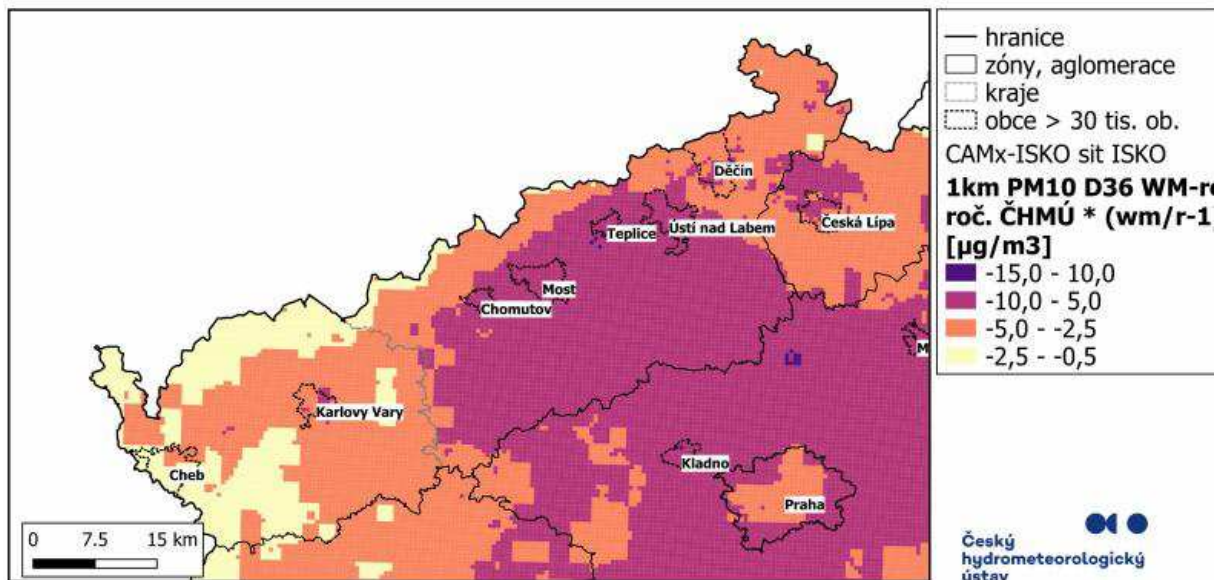 Děčín
Teplice
Ústí nad Labem
Česká Lípa
Most
Chomutov
M
Karlovy Vary
Cheb
Kladno
Praha
0 7.5 15 km
hranice
zóny, aglomerace
kraje
obce > 30 tis. ob.
CAMx-ISKO sit ISKO
1km PM10 D36 WM-ro
roč. ČHMÚ * (wm/r-1)
[µg/m3]
-15,0 - 10,0
-10,0 - 5,0
-5,0 - -2,5
-2,5 - -0,5
Český
hydrometeorologický
ústav